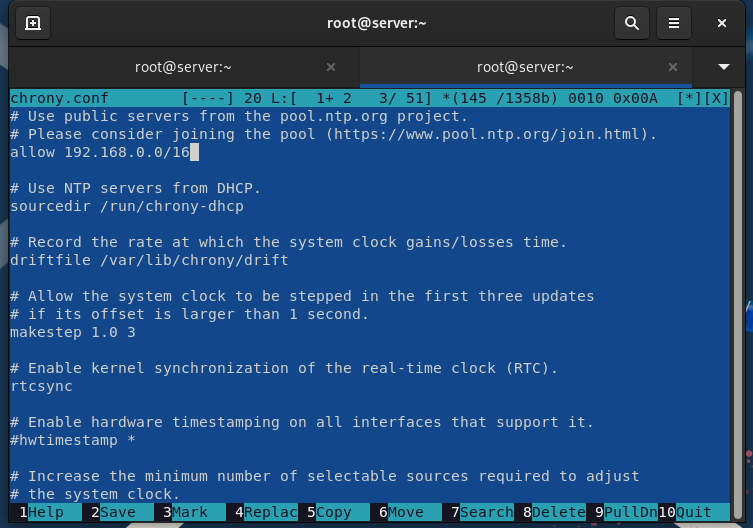 root@server:~
root@server:~ × root@server:~ ×
chrony.conf        [----] 20 L:[  1+ 2   3/ 51] *(145 /1358b) 0010 0x00A  [*][X]
# Use public servers from the pool.ntp.org project.
# Please consider joining the pool (https://www.pool.ntp.org/join.html).
allow 192.168.0.0/16
# Use NTP servers from DHCP.
sourcedir /run/chrony-dhcp
# Record the rate at which the system clock gains/losses time.
driftfile /var/lib/chrony/drift
# Allow the system clock to be stepped in the first three updates
# if its offset is larger than 1 second.
makestep 1.0 3
# Enable kernel synchronization of the real-time clock (RTC).
rtcsync
# Enable hardware timestamping on all interfaces that support it.
#hwtimestamp *
# Increase the minimum number of selectable sources required to adjust
# the system clock.
1Help 2Save 3Mark 4Replac 5Copy 6Move 7Search 8Delete 9PullDn 10Quit